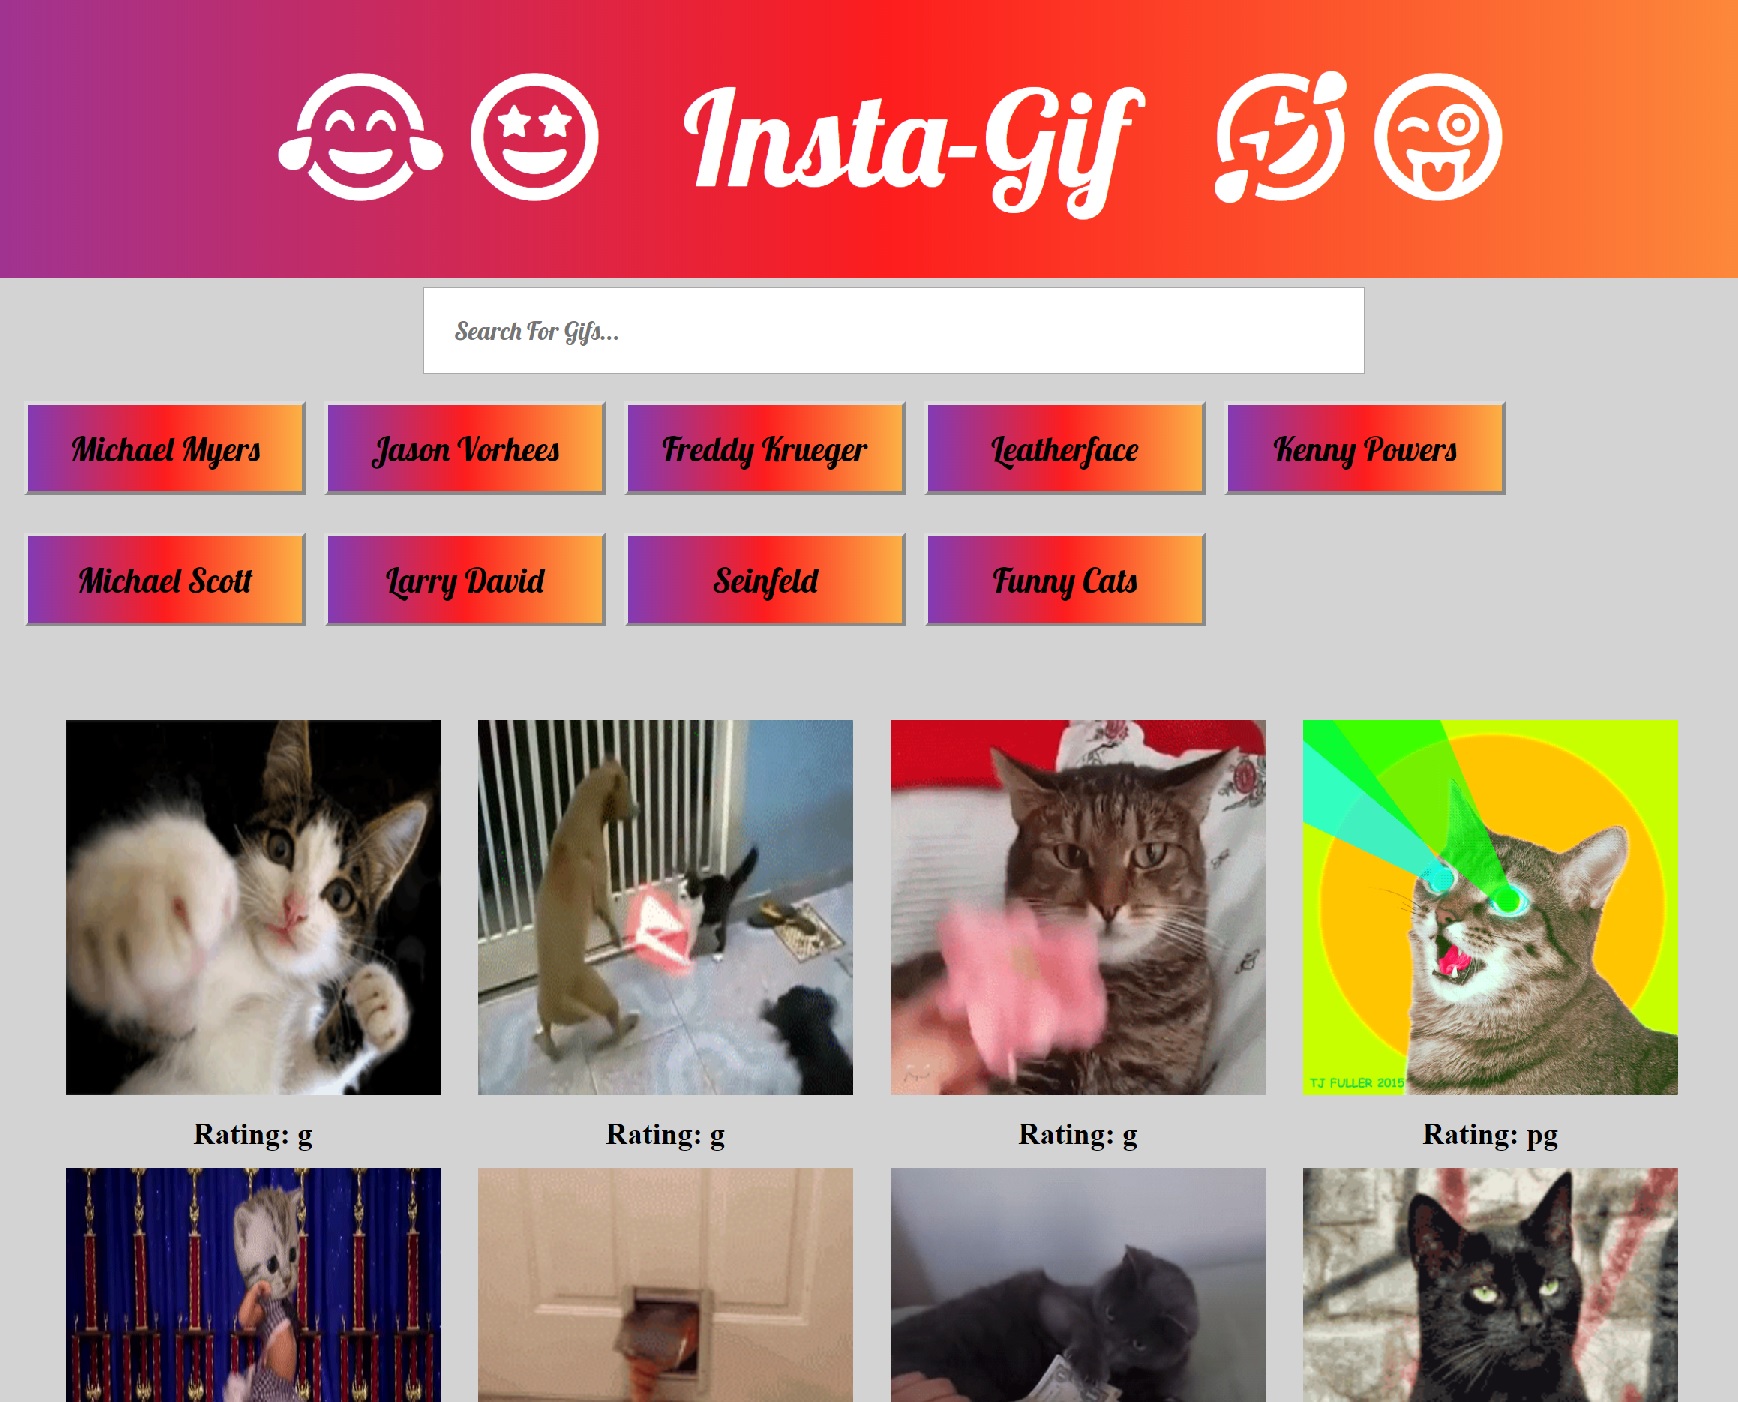 Insta-Gif
Search For Gifs...
Michael Myers
Jason Vorhees
Freddy Krueger
Leatherface
Kenny Powers
Michael Scott
Larry David
Seinfeld
Funny Cats
TJ FULLER 2015
Rating: g
Rating: g
Rating: g
Rating: pg